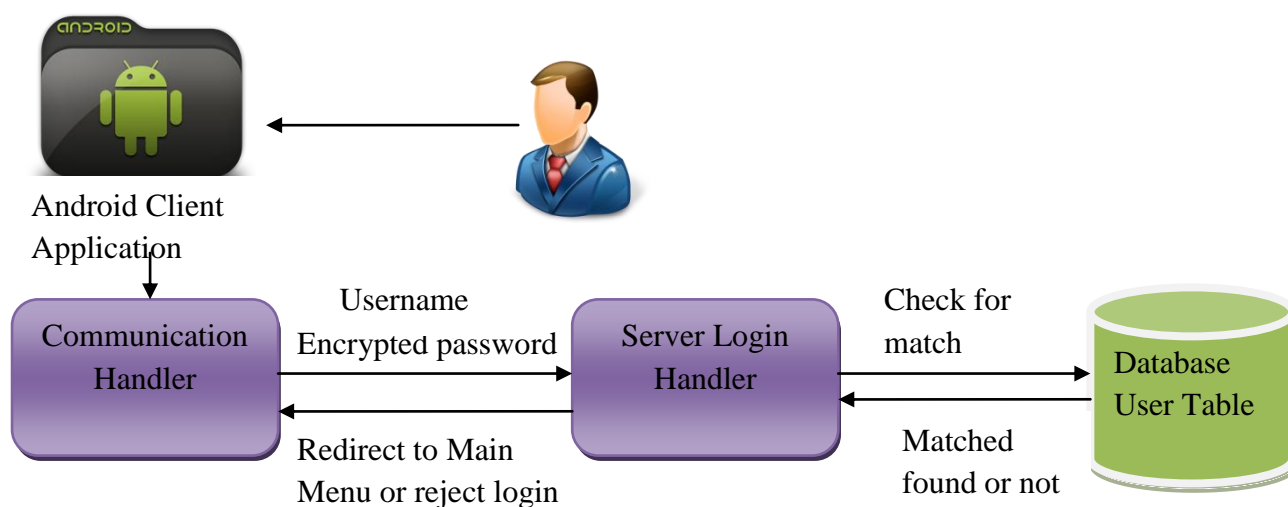 ANDROID
Android Client
Application
Communication
Handler
Username
Encrypted password
Redirect to Main
Menu or reject login
Server Login
Handler
Check for
match
Matched
found or not
Database
User Table